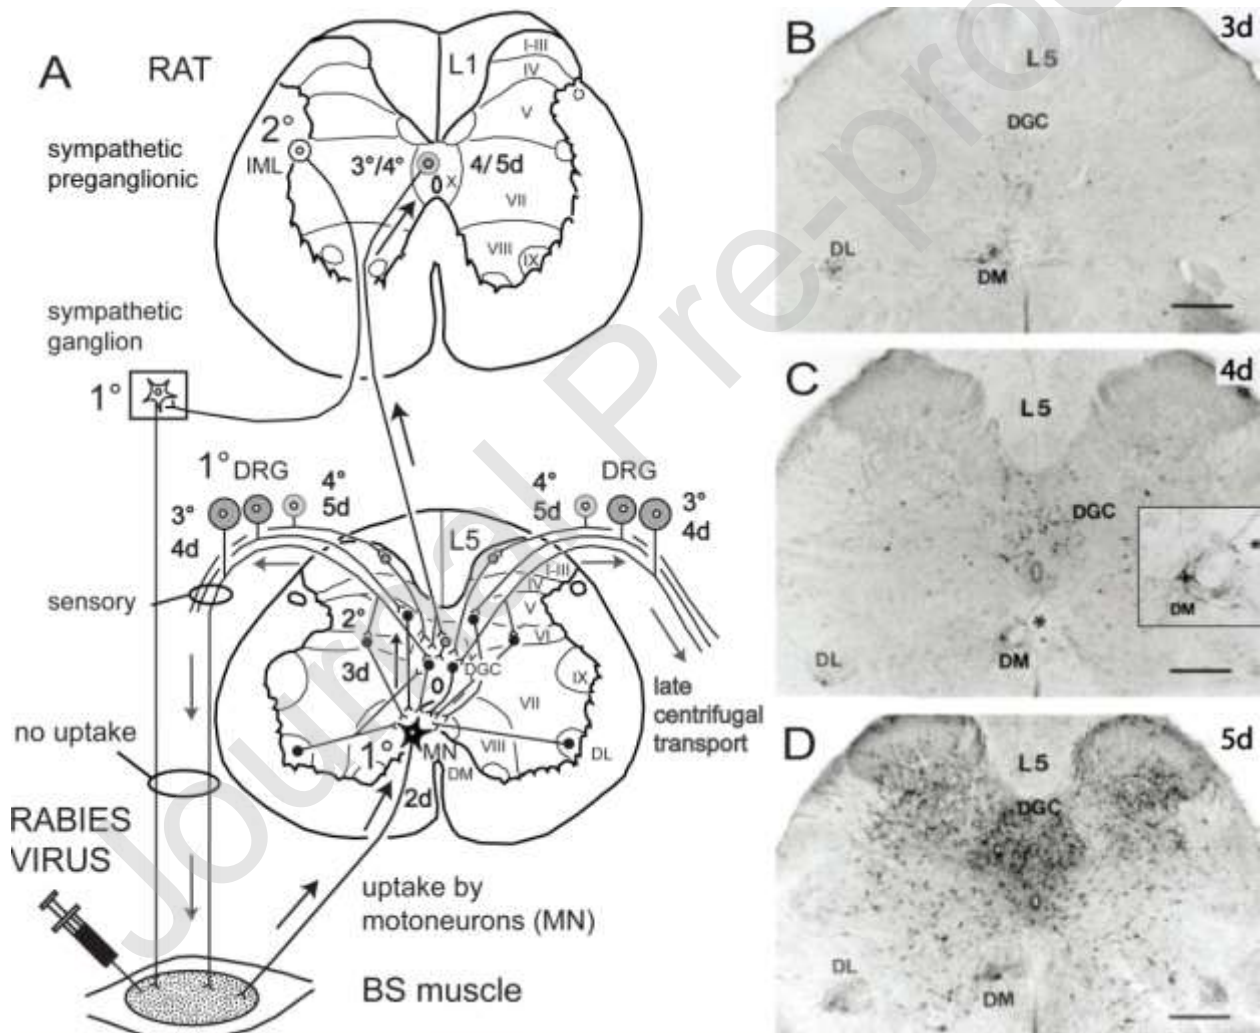 A
RAT
L1
I-III
IV
V
2°
IML
sympathetic
preganglionic
3°/4°
4/ 5d
X
VII
VIII
IX
sympathetic
ganglion
1°
1° DRG
4°
5d
3°
4d
L5
4°
5d
DRG
3°
4d
sensory
I-III
IV
V
VI
2°
3d
DGC
IX
VII
no uptake
1°
MN
VIII
DL
DM
2d
late
centrifugal
transport
RABIES
VIRUS
uptake by
motoneurons (MN)
BS muscle
B
3d
L5
DGC
DL
DM
C
4d
L5
DGC
DM
DL
DM
*
D
5d
L5
DGC
DL
DM
Journal Pre-proo